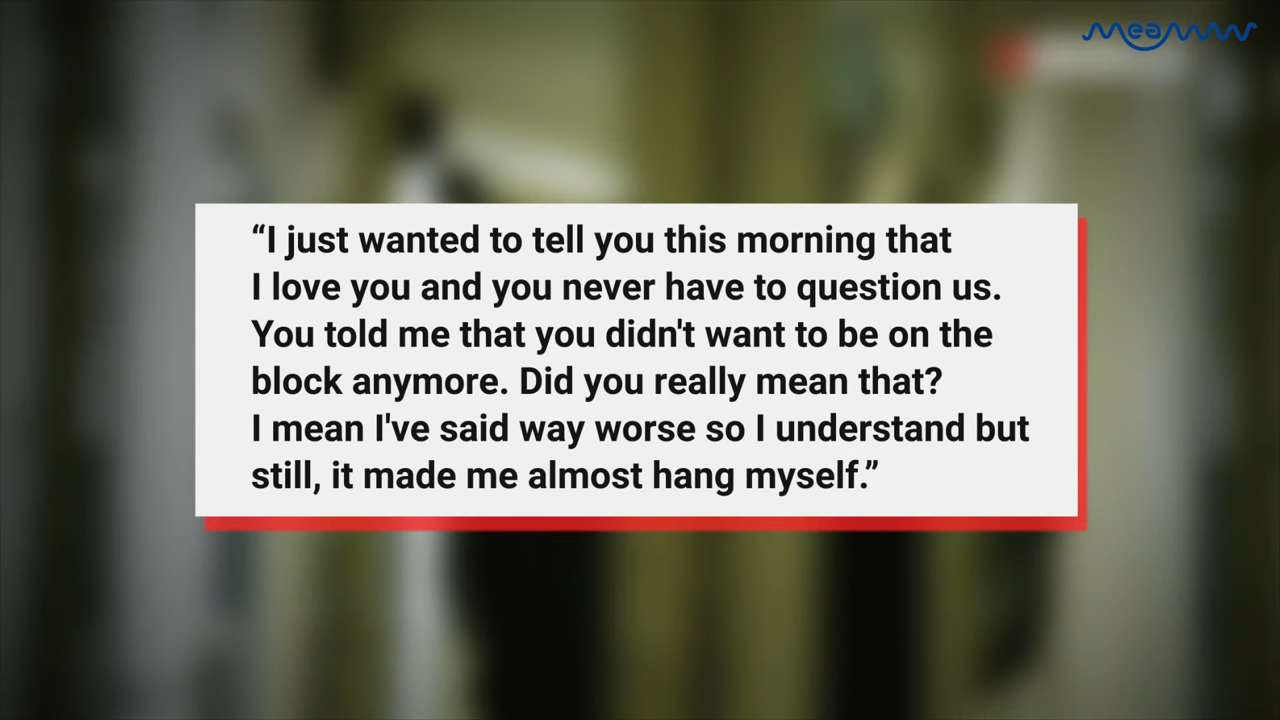 meaww
“I just wanted to tell you this morning that
I love you and you never have to question us.
You told me that you didn't want to be on the
block anymore. Did you really mean that?
I mean I've said way worse so I understand but
still, it made me almost hang myself.”